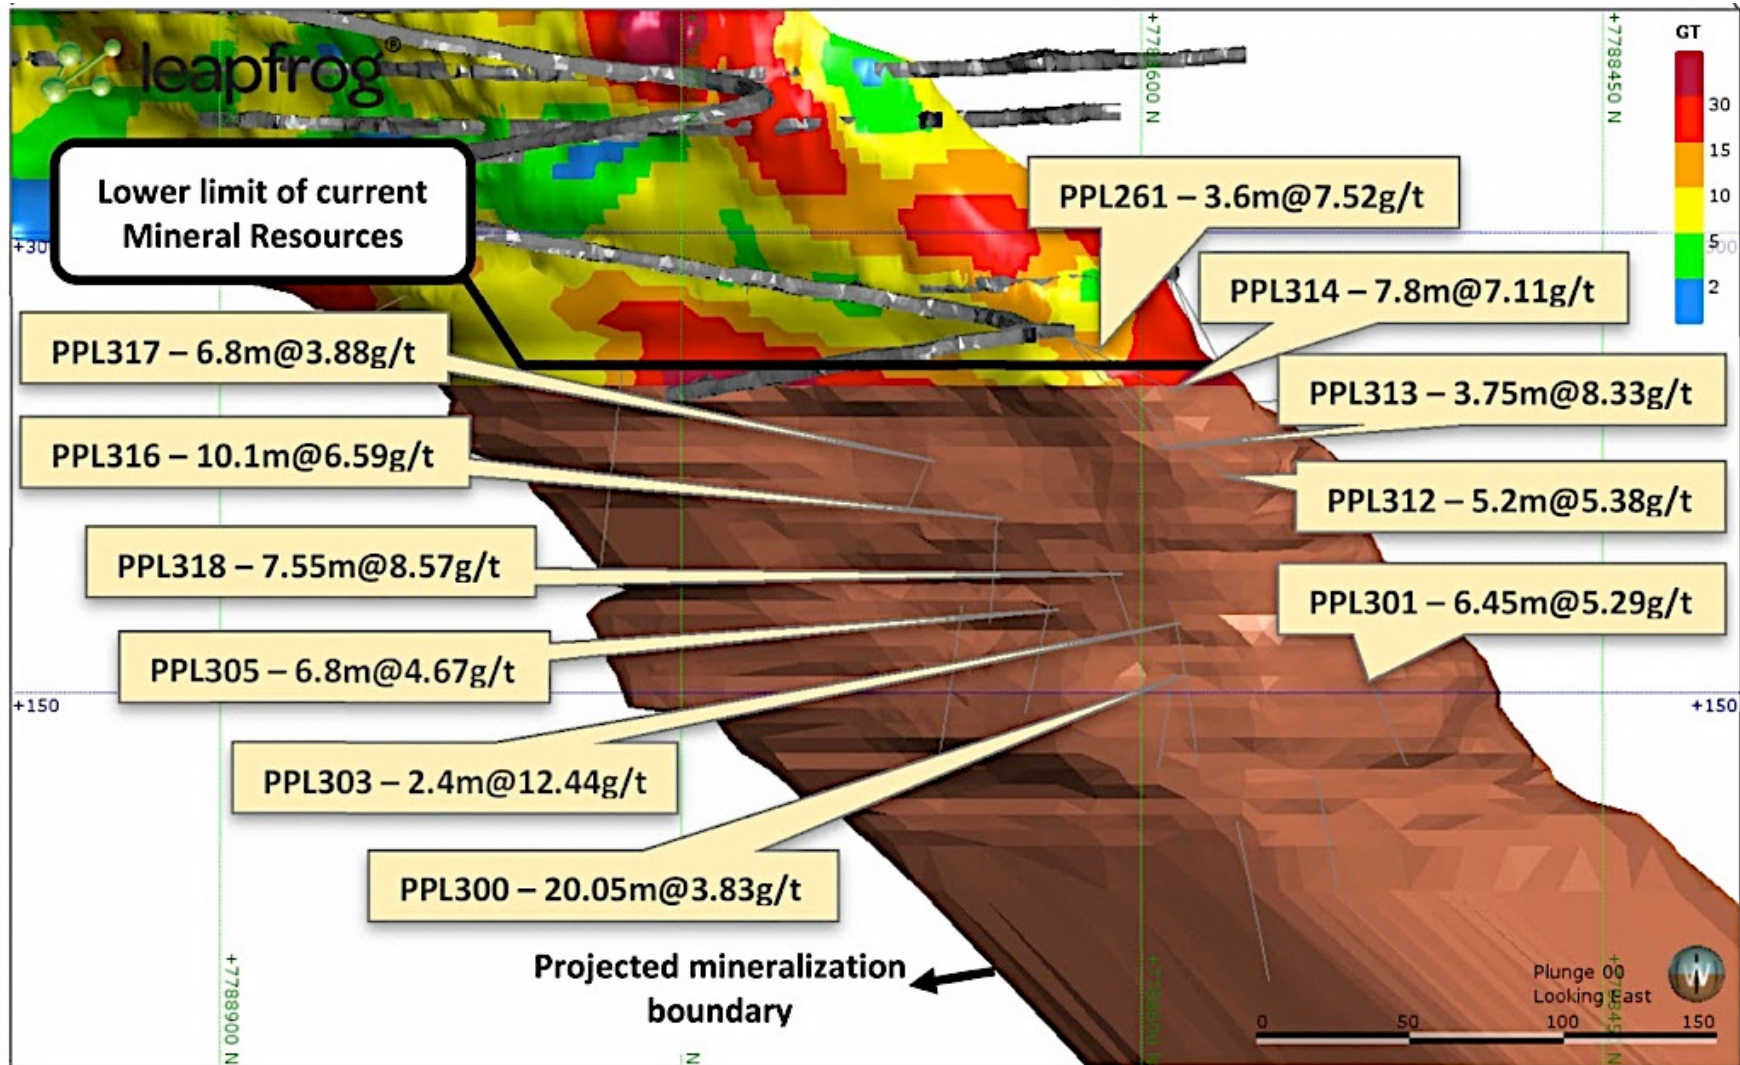 leapfrog®
+7788600 N
+7788450 N
GT
30
15
10
5
2
Lower limit of current
Mineral Resources
PPL261 – 3.6m@7.52g/t
+30
300
PPL314 – 7.8m@7.11g/t
PPL317 – 6.8m@3.88g/t
PPL313 – 3.75m@8.33g/t
PPL316 – 10.1m@6.59g/t
PPL312 – 5.2m@5.38g/t
PPL318 – 7.55m@8.57g/t
PPL301 – 6.45m@5.29g/t
PPL305 – 6.8m@4.67g/t
+150
+150
PPL303 – 2.4m@12.44g/t
PPL300 – 20.05m@3.83g/t
Projected mineralization
boundary
+7788900 N
N
Plunge 00
Looking East
W
0 50 100 150